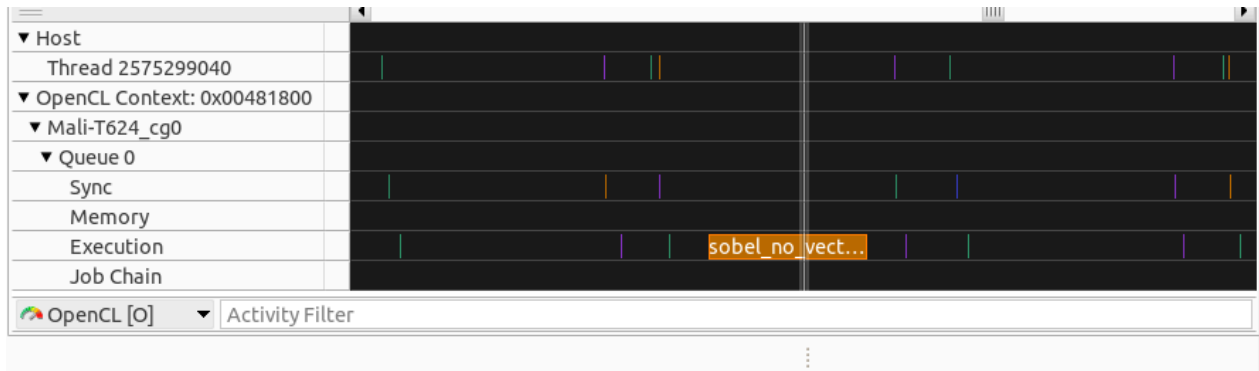 Host
Thread 2575299040
OpenCL Context: 0x00481800
Mali-T624_cg0
Queue 0
Sync
Memory
Execution
sobel_no_vect...
Job Chain
OpenCL [O]
Activity Filter